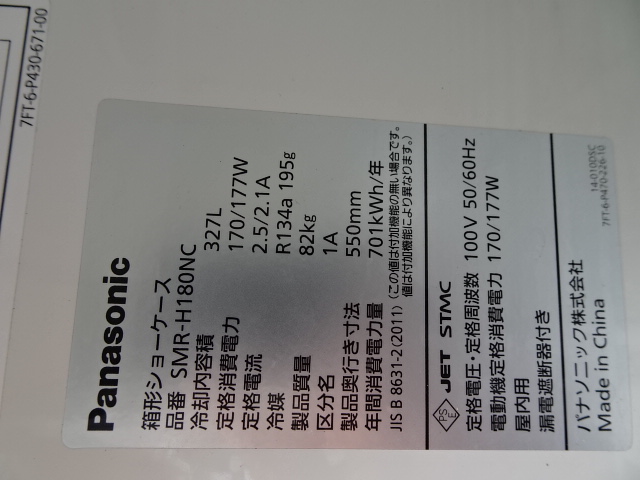 7FT-6-P430-671-00
Panasonic
箱形ショーケース
品番 SMR-H180NC
冷却内容積 327L
定格消費電力 170/177W
定格電流 2.5/2.1A
冷媒 R134a 195g
製品質量 82kg
区分名 1A
製品奥行き寸法 550mm
年間消費電力量 701kWh/年
JIS B 8631-2(2011) (この値は付加機能の無い場合です。
値は付加機能により異なります。)
PS
E
JET STMC
定格電圧・定格周波数 100V 50/60Hz
電動機定格消費電力 170/177W
屋内用
漏電遮断器付き
パナソニック株式会社
Made in China
14-010DSC
7FT-6-P470-226-10